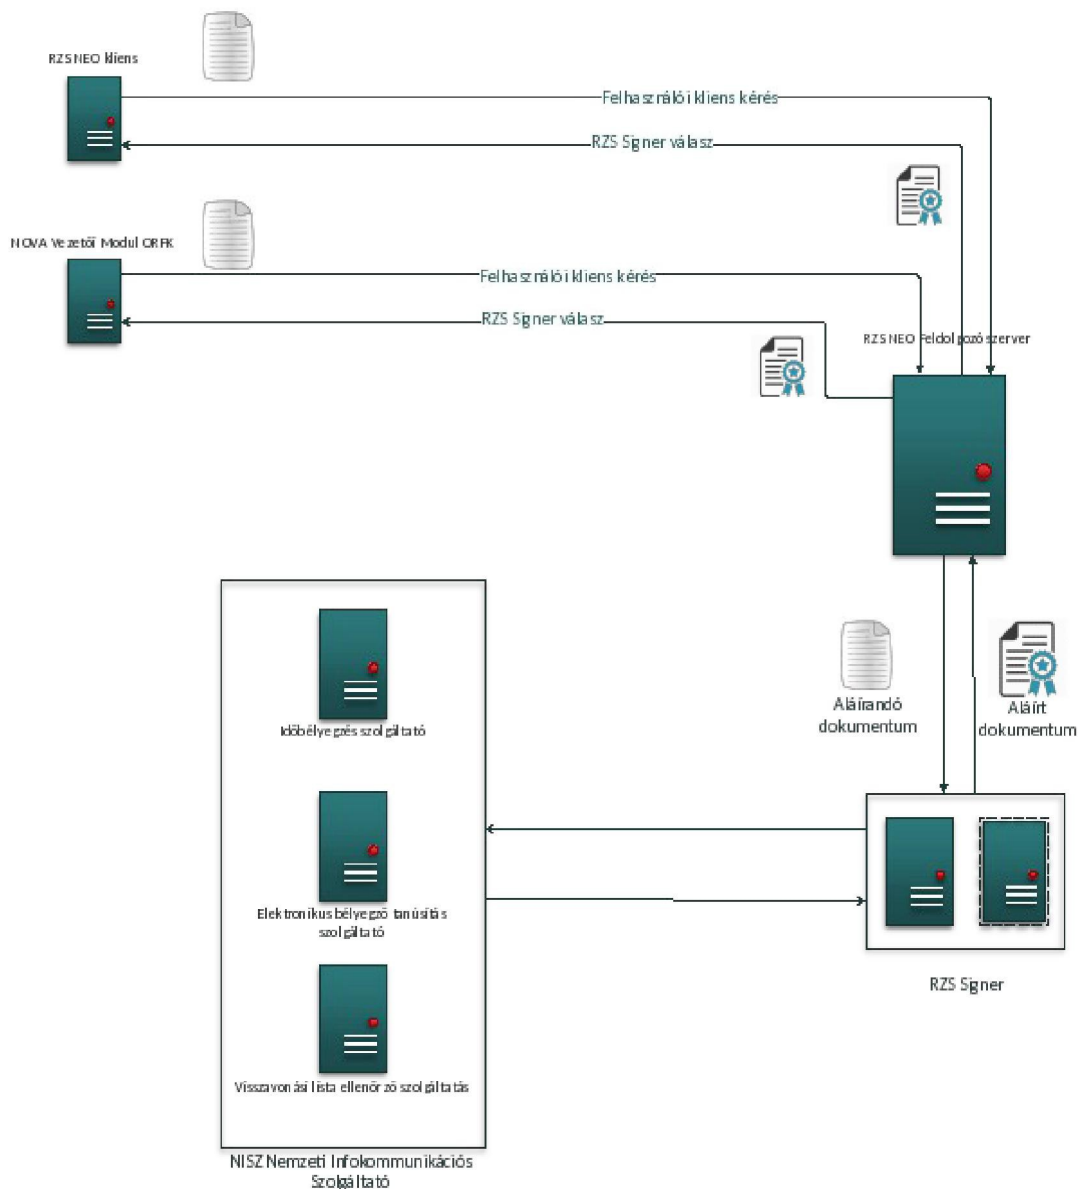 RZS NEO kliens
Felhasználói kliens kérés
RZS Signer válasz
NOVA Vezetői Modul ORFK
Felhasználói kliens kérés
RZS Signer válasz
RZS NEO Feldolgozó szerver
Aláírandó
dokumentum
Aláírt
dokumentum
Időbélyegzés szolgáltató
Elektronikus bélyegző tanúsítás
szolgáltató
Visszavonási lista ellenőrző szolgáltatás
RZS Signer
NISZ Nemzeti Infokommunikációs
Szolgáltató